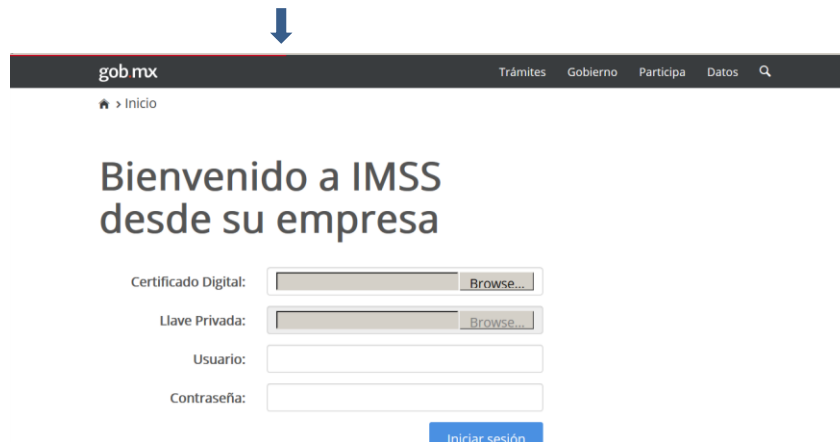 gob.mx Trámites Gobierno Participa Datos
> Inicio
Bienvenido a IMSS
desde su empresa
Certificado Digital: Browse...
Llave Privada: Browse...
Usuario:
Contraseña:
Iniciar sesión